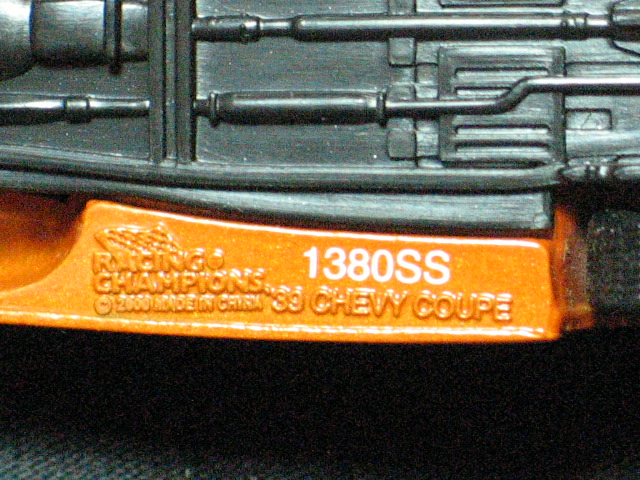 RACING
CHAMPIONS
© 2000 MADE IN CHINA
1380SS
'39 CHEVY COUPE